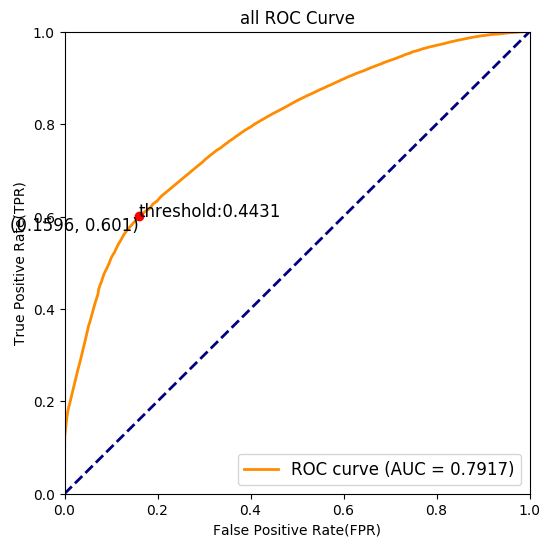 all ROC Curve
1.0
0.8
0.6
0.4
0.2
0.0
True Positive Rate(TPR)
threshold:0.4431
(0.1596, 0.601)
ROC curve (AUC = 0.7917)
0.0
0.2
0.4
0.6
0.8
1.0
False Positive Rate(FPR)